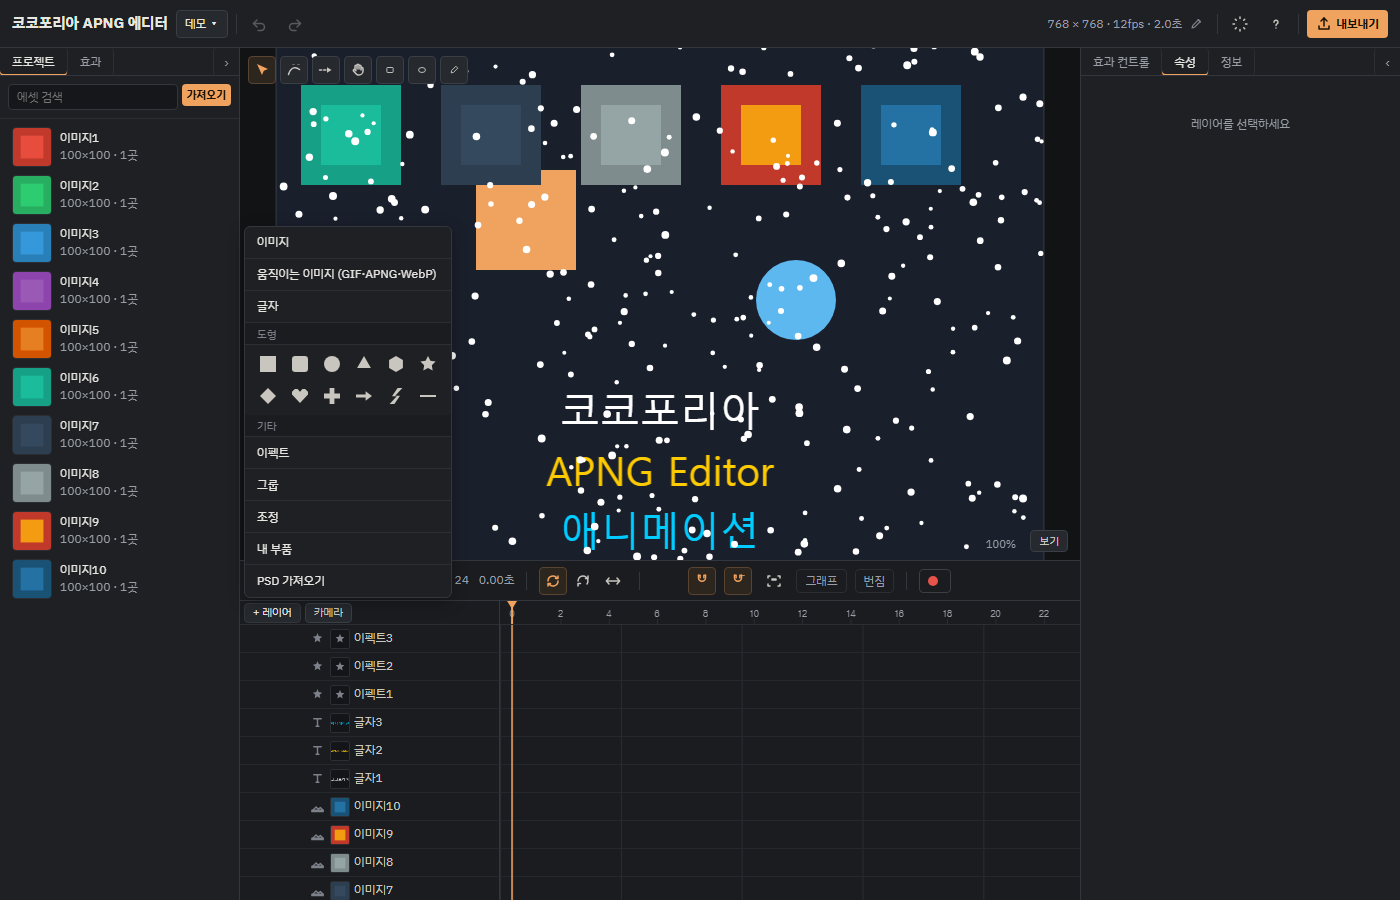 코코포리아 APNG 에디터
데모
768 × 768 · 12fps · 2.0초
?
내보내기
프로젝트
효과
효과 컨트롤
속성
정보
에셋 검색
가져오기
레이어를 선택하세요
이미지1
100×100 · 1곳
이미지2
100×100 · 1곳
이미지3
100×100 · 1곳
이미지4
100×100 · 1곳
이미지5
100×100 · 1곳
이미지6
100×100 · 1곳
이미지7
100×100 · 1곳
이미지8
100×100 · 1곳
이미지9
100×100 · 1곳
이미지10
100×100 · 1곳
이미지
움직이는 이미지 (GIF·APNG·WebP)
글자
도형
기타
이펙트
그룹
조정
내 부품
PSD 가져오기
코코포리아
APNG Editor
애니메이션
100%
보기
24
0.00초
그래프
번짐
+ 레이어
카메라
0 2 4 6 8 10 12 14 16 18 20 22
이펙트3
이펙트2
이펙트1
글자3
글자2
글자1
이미지10
이미지9
이미지8
이미지7